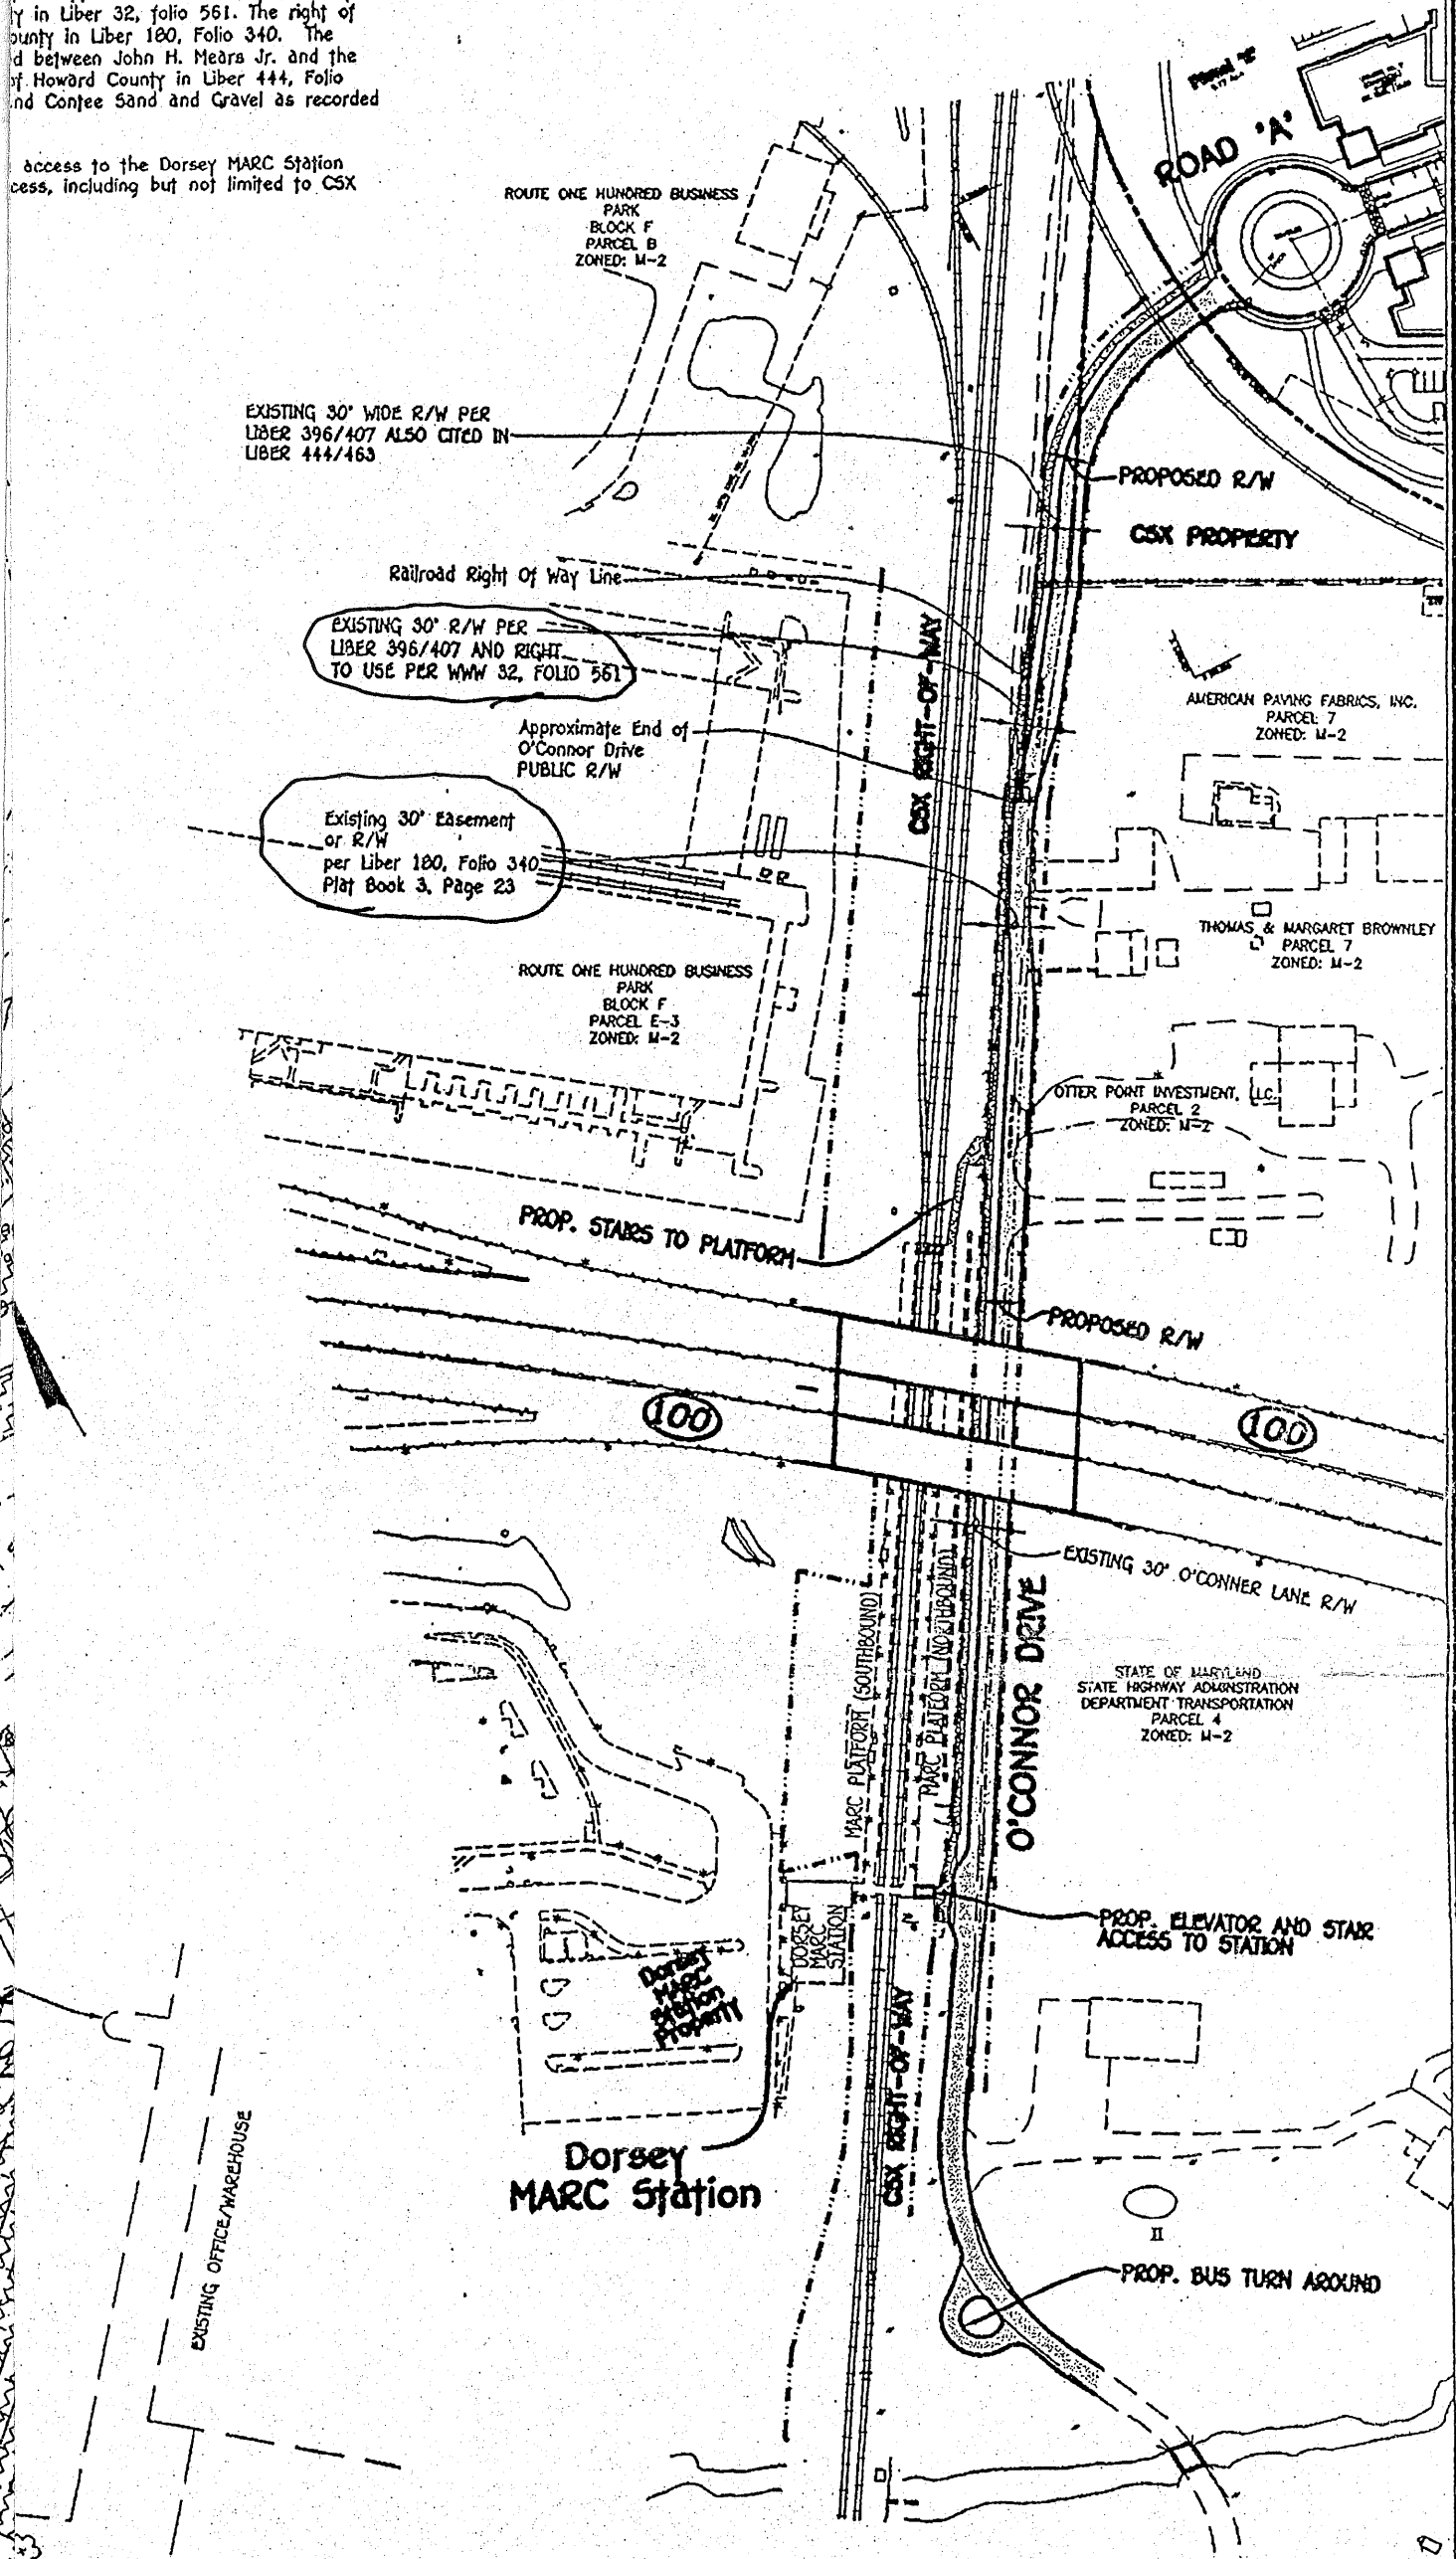 y in Liber 32, folio 561. The right of
ounty in Liber 180, Folio 340. The
d between John H. Mears Jr. and the
of Howard County in Liber 444, Folio
nd Contee Sand and Gravel as recorded
access to the Dorsey MARC Station
cess, including but not limited to CSX
ROAD 'A'
ROUTE ONE HUNDRED BUSINESS
PARK
BLOCK F
PARCEL B
ZONED: M-2
EXISTING 30' WIDE R/W PER
LIBER 396/407 ALSO CITED IN
LIBER 444/463
PROPOSED R/W
CSX PROPERTY
Railroad Right Of Way Line
EXISTING 30' R/W PER
LIBER 396/407 AND RIGHT
TO USE PER WWW 32, FOLIO 561
CSX RIGHT-OF-WAY
AMERICAN PAVING FABRICS, INC.
PARCEL 7
ZONED: M-2
Approximate End of
O'Connor Drive
PUBLIC R/W
Existing 30' Easement
or R/W
per Liber 180, Folio 340
Plat Book 3, Page 23
THOMAS & MARGARET BROWNLEY
PARCEL 7
ZONED: M-2
ROUTE ONE HUNDRED BUSINESS
PARK
BLOCK F
PARCEL E-3
ZONED: M-2
OTTER POINT INVESTMENT, LLC.
PARCEL 2
ZONED: M-2
PROP. STAIRS TO PLATFORM
PROPOSED R/W
100
100
EXISTING 30' O'CONNER LANE R/W
MARC PLATFORM (SOUTHBOUND)
MARC PLATFORM (NORTHBOUND)
O'CONNOR DRIVE
STATE OF MARYLAND
STATE HIGHWAY ADMINSTRATION
DEPARTMENT TRANSPORTATION
PARCEL 4
ZONED: M-2
PROP. ELEVATOR AND STAIR
ACCESS TO STATION
DORSEY
MARC
STATION
Dorsey
MARC
Station
Property
CSX RIGHT-OF-WAY
Dorsey
MARC Station
EXISTING OFFICE/WAREHOUSE
II
PROP. BUS TURN AROUND